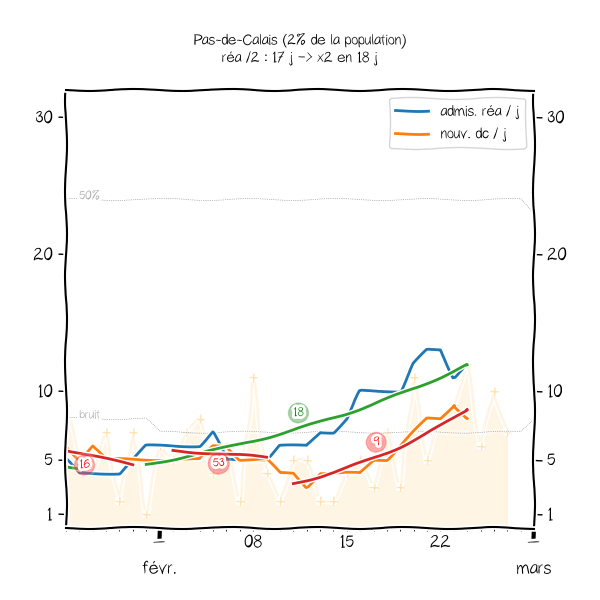 Pas-de-Calais (2% de la population)
réa /2 : 17 j -> x2 en 18 j
admis. réa / j
nouv. dc / j
30
30
50%
20
20
10
10
18
bruit
9
16
53
5
5
1
1
08
15
22
févr.
mars